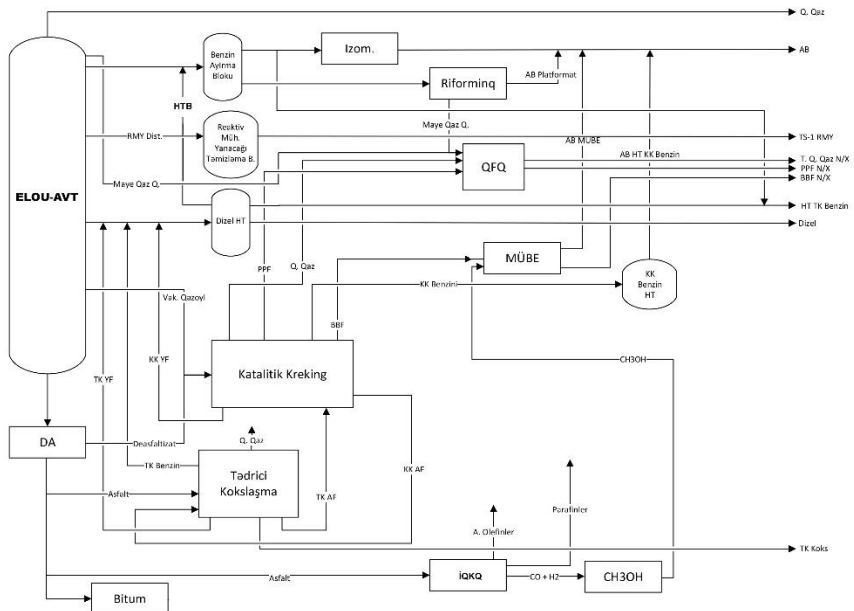 Q. Qaz
Benzin
Ayırma
Bloku
Izom.
AB
Riforminq
AB Platformat
HTB
RMY Dist.
Reaktiv
Müh.
Yanacağı
Təmizləmə B.
Maye Qaz Q.
AB MÜBE
TS-1 RMY
ELOU-AVT
Maye Qaz Q.
QFQ
AB HT KK Benzin
T. Q. Qaz N/X
PPF N/X
BBF N/X
Dizel HT
HT TK Benzin
Dizel
MÜBE
KK
Benzin
HT
Q. Qaz
PPF
BBF
KK Benzini
Vak. Qazoyl
TK YF
KK YF
Katalitik Kreking
CH3OH
DA
Deasfaltizat
Q. Qaz
TK Benzin
Tədrici
Kokslaşma
KK AF
TK AF
Asfalt
A. Olefinlər
Parafinlər
TK Koks
Asfalt
İQKQ
CO + H2
CH3OH
Bitum